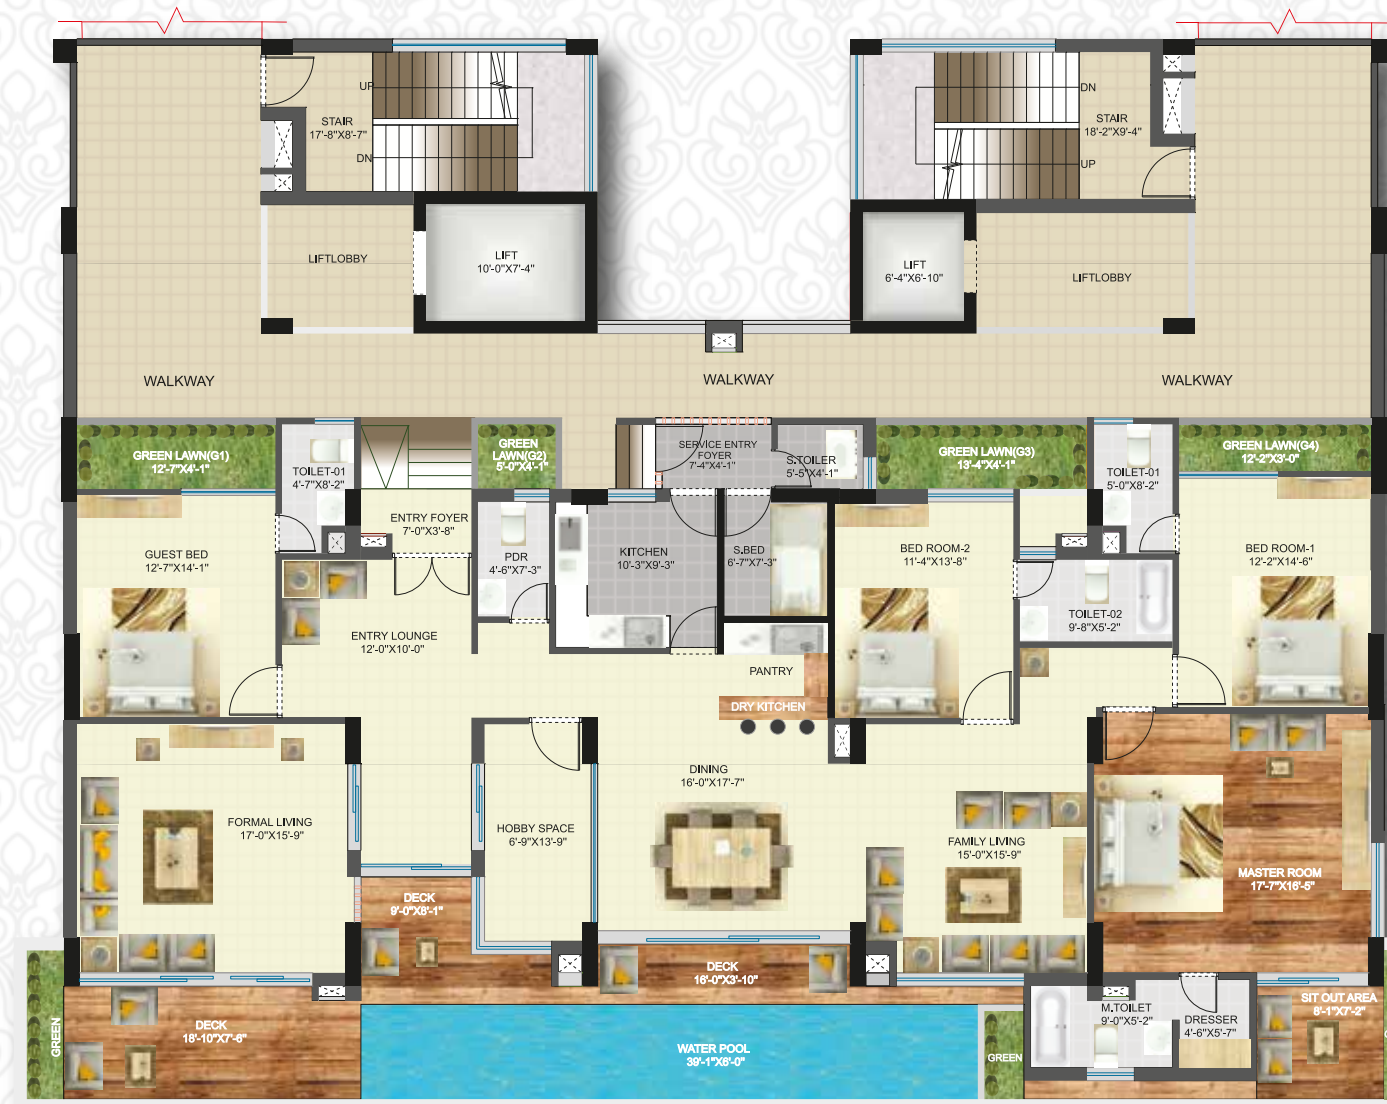 UP
STAIR
17'-8"X8'-7"
DN
DN
STAIR
18'-2"X9'-4"
UP
LIFTLOBBY
LIFT
10'-0"X7'-4"
LIFT
6'-4"X6'-10"
LIFTLOBBY
WALKWAY
WALKWAY
WALKWAY
GREEN
LAWN(G1)
12'-7"X4'-1"
TOILET-01
4'-7"X8'-2"
GREEN
LAWN(G2)
5'-0"X4'-1"
SERVICE ENTRY
FOYER
7'-4"X4'-1"
S.TOILER
5'-5"X4'-1"
GREEN LAWN(G3)
13'-4"X4'-1"
TOILET-01
5'-0"X8'-2"
GREEN LAWN(G4)
12'-2"X3'-0"
ENTRY FOYER
7'-0"X3'-8"
GUEST BED
12'-7"X14'-1"
PDR
4'-6"X7'-3"
KITCHEN
10'-3"X9'-3"
S.BED
6'-7"X7'-3"
BED ROOM-2
11'-4"X13'-8"
BED ROOM-1
12'-2"X14'-6"
TOILET-02
9'-8"X5'-2"
ENTRY LOUNGE
12'-0"X10'-0"
PANTRY
DRY KITCHEN
DINING
16'-0"X17'-7"
FORMAL LIVING
17'-0"X15'-9"
HOBBY SPACE
6'-9"X13'-9"
FAMILY LIVING
15'-0"X15'-9"
MASTER ROOM
17'-7"X16'-5"
DECK
9'-0"X8'-1"
DECK
16'-0"X3'-10"
GREEN
DECK
18'-10"X7'-6"
WATER POOL
39'-1"X6'-0"
GREEN
M.TOILET
9'-0"X5'-2"
DRESSER
4'-6"X5'-7"
SIT OUT AREA
8'-1"X7'-2"